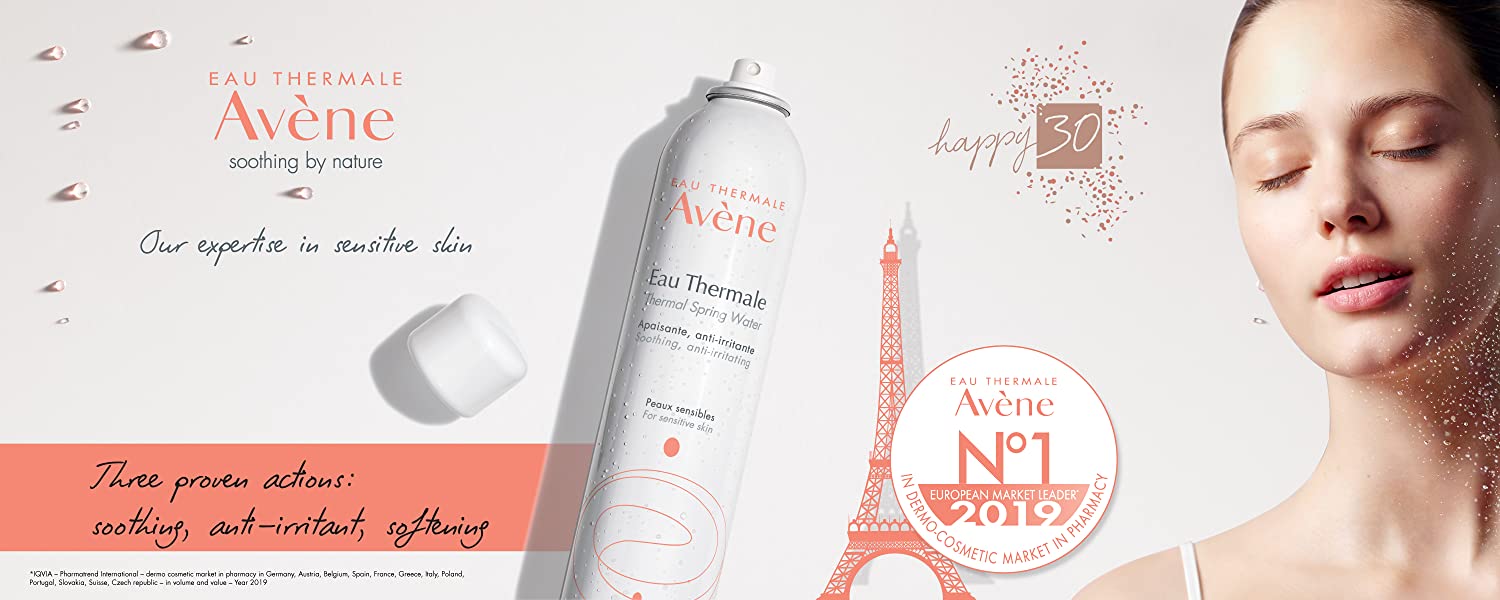 EAU THERMALE
Avène
soothing by nature
Our expertise in sensitive skin
Three proven actions:
soothing, anti-irritant, softening
*IQVIA – Pharmatrend International – dermo cosmetic market in pharmacy in Germany, Austria, Belgium, Spain, France, Greece, Italy, Poland,
Portugal, Slovakia, Suisse, Czech republic – in volume and value – Year 2019
EAU THERMALE
Avène
Eau Thermale
Thermal Spring Water
Apaisante, anti-irritante
Soothing, anti-irritating
Peaux sensibles
For sensitive skin
happy 30
EAU THERMALE
Avène
N°1
EUROPEAN MARKET LEADER*
2019
IN DERMO-COSMETIC MARKET IN PHARMACY